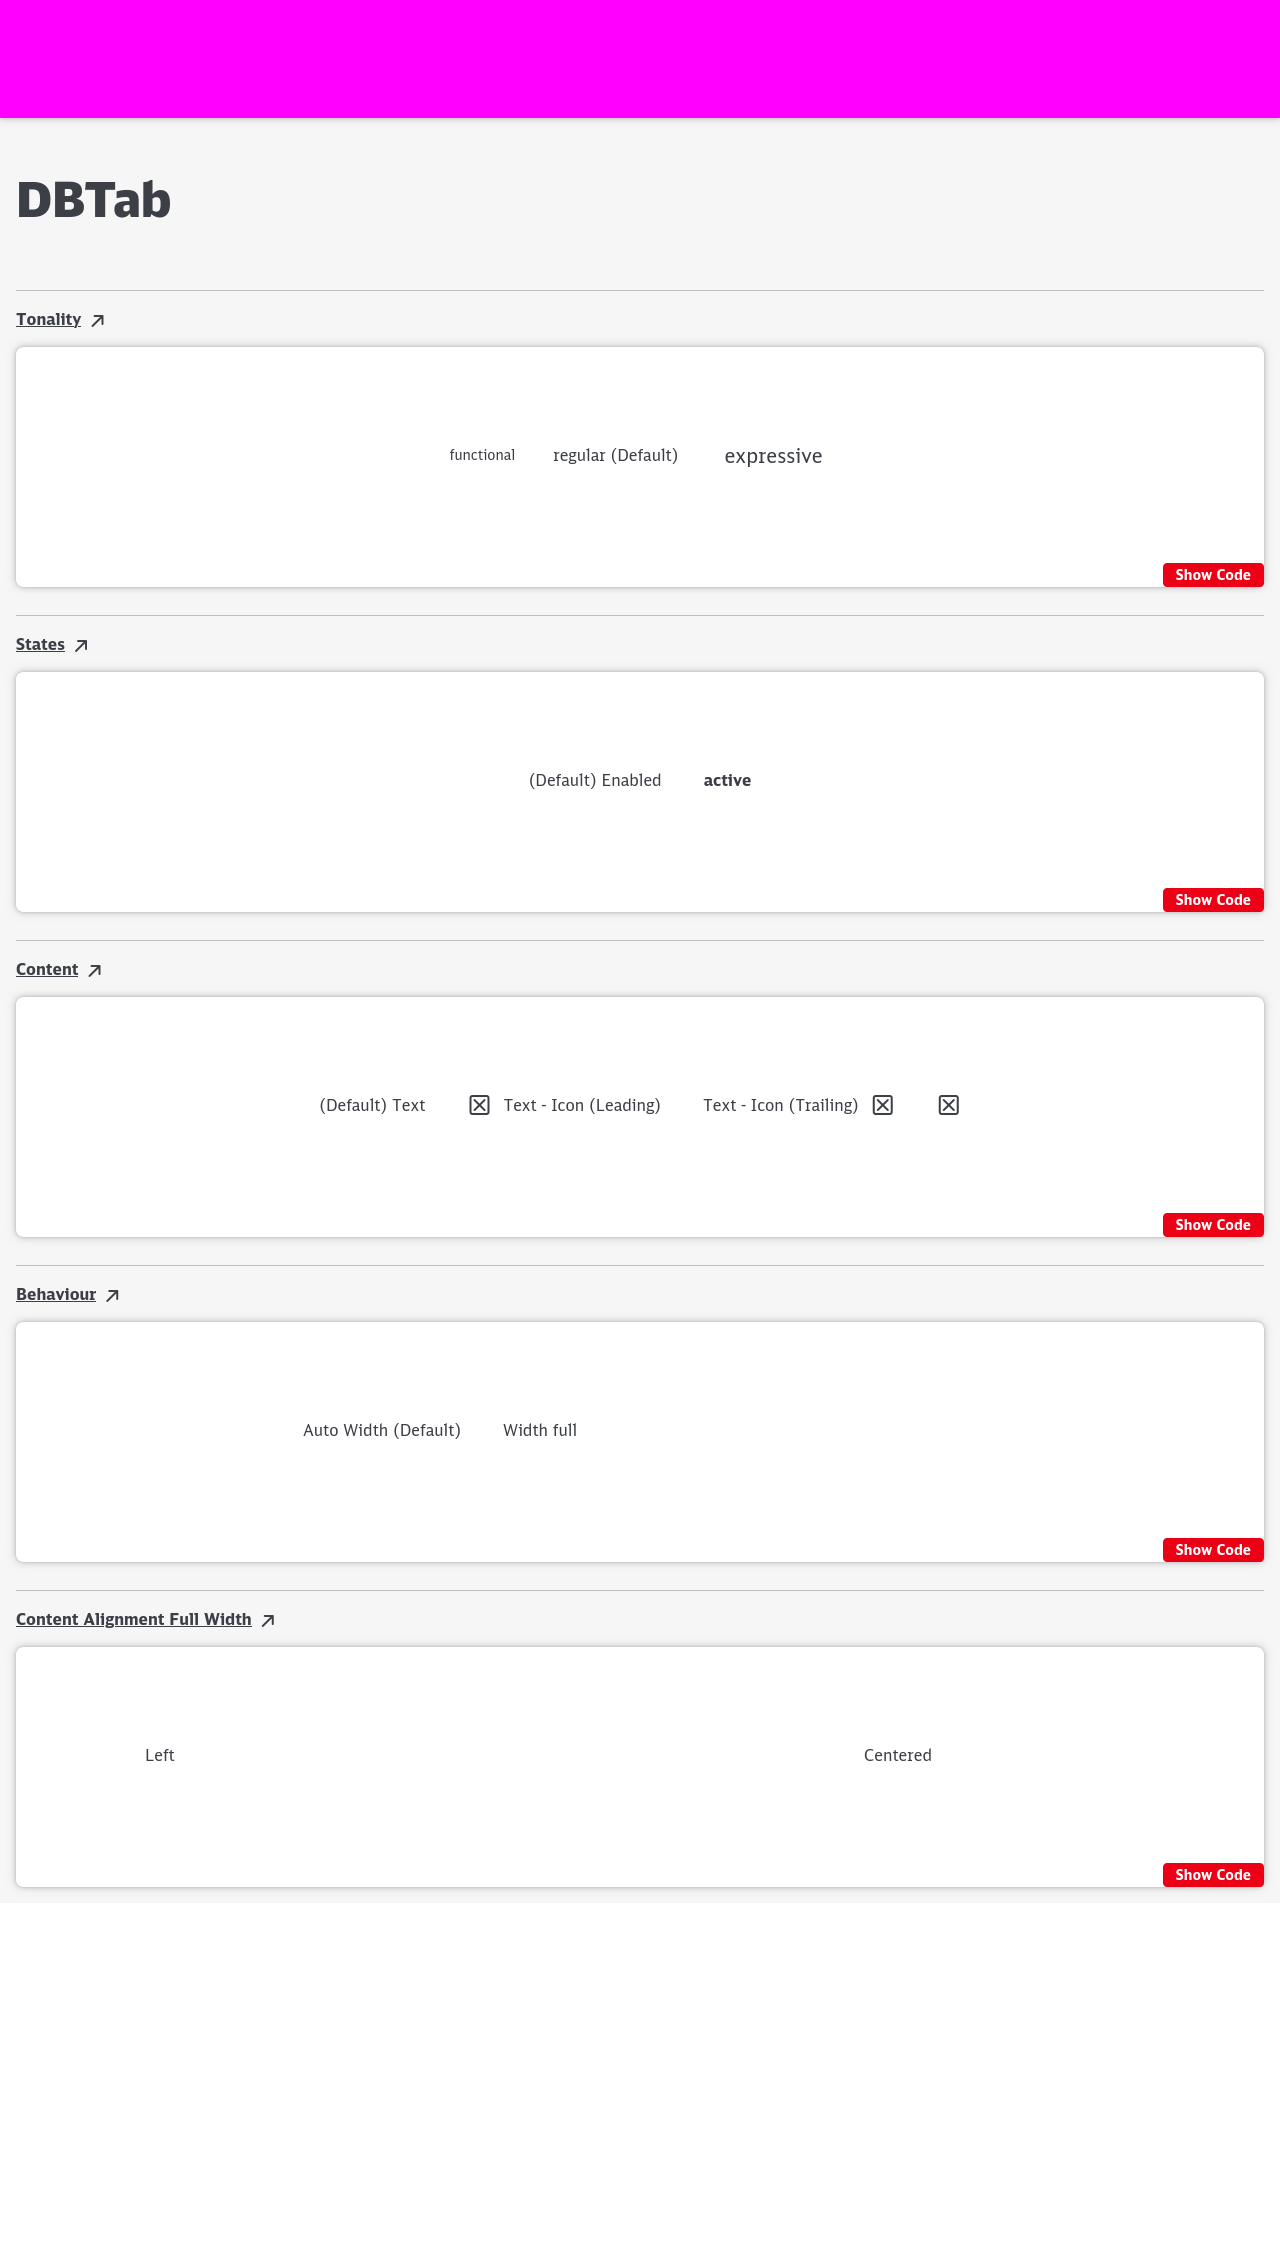 DBTab
Tonality
functional regular (Default) expressive
Show Code
States
(Default) Enabled active
Show Code
Content
(Default) Text Text - Icon (Leading) Text - Icon (Trailing)
Show Code
Behaviour
Auto Width (Default) Width full
Show Code
Content Alignment Full Width
Left Centered
Show Code